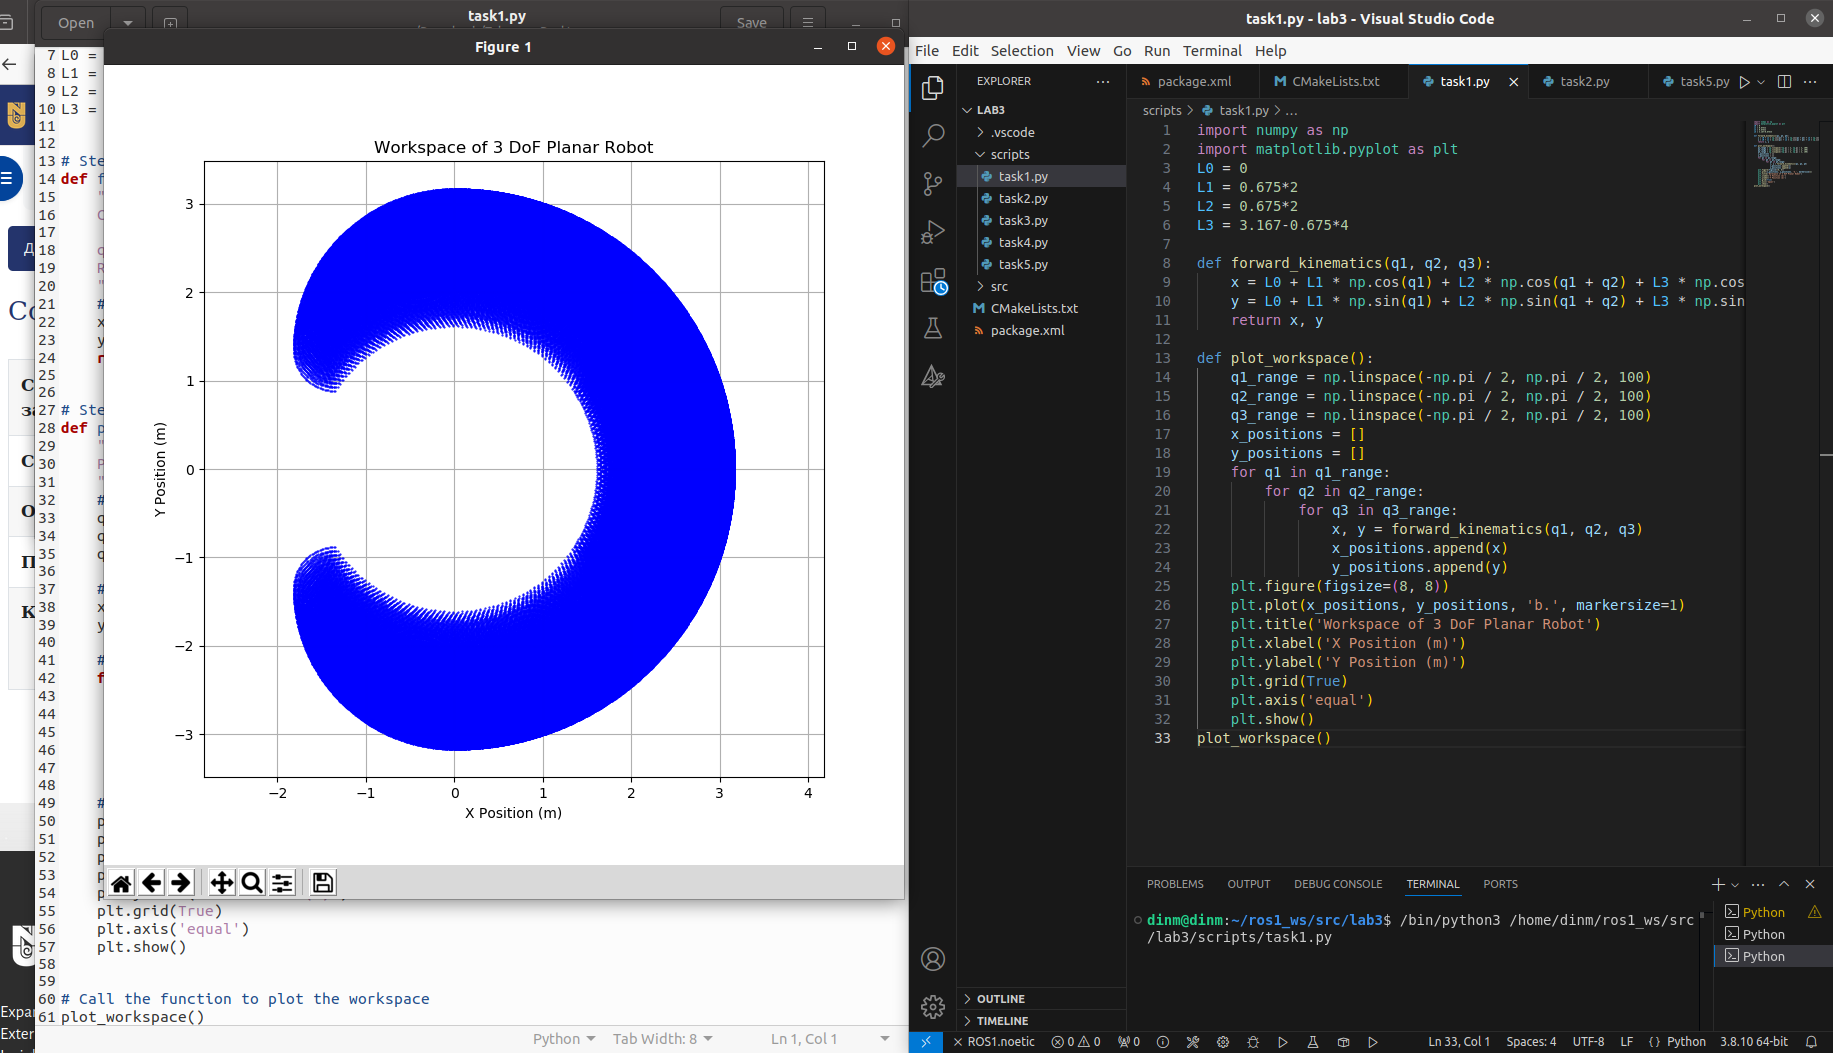 Open
task1.py
Save
Figure 1
7 L0 =
8 L1 =
9 L2 =
10 L3 =
11
12
13 # Ste
14 def f
15 "
16 C
17
18 q
19 R
20 "
21 #
22 x
23 y
24 r
25
26
27 # Ste
28 def p
29 "
30 P
31 "
32 #
33 q
34 q
35 q
36
37 #
38 x
39 y
40
41 #
42 f
43
44
45
46
47
48
49 #
50 p
51 p
52 p
53 p
54 p
55 plt.grid(True)
56 plt.axis('equal')
57 plt.show()
58
59
60 # Call the function to plot the workspace
61 plot_workspace()
Python
Tab Width: 8
Ln 1, Col 1
Workspace of 3 DoF Planar Robot
Y Position (m)
3
2
1
0
−1
−2
−3
−2 −1 0 1 2 3 4
X Position (m)
Д
Со
С
за
С
О
П
К
Expa
Exter
task1.py - lab3 - Visual Studio Code
File Edit Selection View Go Run Terminal Help
EXPLORER
LAB3
.vscode
scripts
task1.py
task2.py
task3.py
task4.py
task5.py
src
CMakeLists.txt
package.xml
OUTLINE
TIMELINE
package.xml CMakeLists.txt task1.py task2.py task5.py
scripts > task1.py > ...
1 import numpy as np
2 import matplotlib.pyplot as plt
3 L0 = 0
4 L1 = 0.675*2
5 L2 = 0.675*2
6 L3 = 3.167-0.675*4
7
8 def forward_kinematics(q1, q2, q3):
9 x = L0 + L1 * np.cos(q1) + L2 * np.cos(q1 + q2) + L3 * np.cos
10 y = L0 + L1 * np.sin(q1) + L2 * np.sin(q1 + q2) + L3 * np.sin
11 return x, y
12
13 def plot_workspace():
14 q1_range = np.linspace(-np.pi / 2, np.pi / 2, 100)
15 q2_range = np.linspace(-np.pi / 2, np.pi / 2, 100)
16 q3_range = np.linspace(-np.pi / 2, np.pi / 2, 100)
17 x_positions = []
18 y_positions = []
19 for q1 in q1_range:
20 for q2 in q2_range:
21 for q3 in q3_range:
22 x, y = forward_kinematics(q1, q2, q3)
23 x_positions.append(x)
24 y_positions.append(y)
25 plt.figure(figsize=(8, 8))
26 plt.plot(x_positions, y_positions, 'b.', markersize=1)
27 plt.title('Workspace of 3 DoF Planar Robot')
28 plt.xlabel('X Position (m)')
29 plt.ylabel('Y Position (m)')
30 plt.grid(True)
31 plt.axis('equal')
32 plt.show()
33 plot_workspace()
PROBLEMS OUTPUT DEBUG CONSOLE TERMINAL PORTS
dinm@dinm:~/ros1_ws/src/lab3$ /bin/python3 /home/dinm/ros1_ws/src
/lab3/scripts/task1.py
Python
Python
Python
ROS1.noetic 0 0 0
Ln 33, Col 1 Spaces: 4 UTF-8 LF { } Python 3.8.10 64-bit